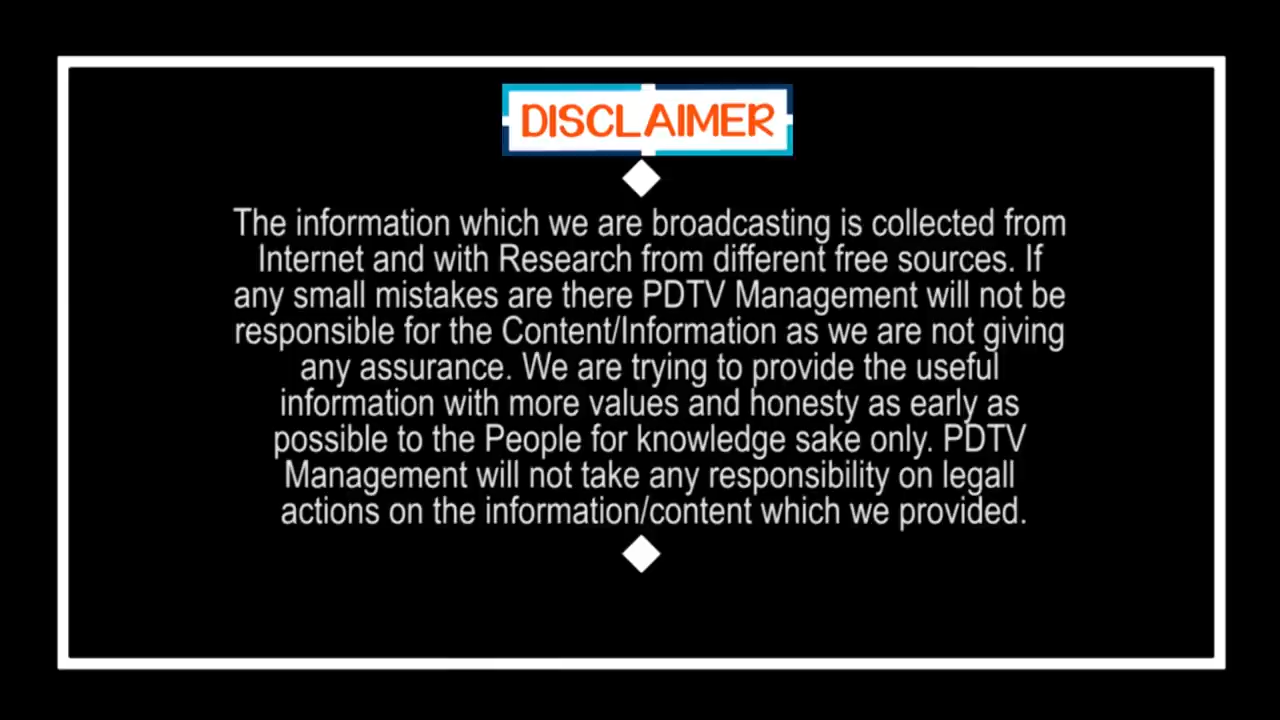 DISCLAIMER
The information which we are broadcasting is collected from
Internet and with Research from different free sources. If
any small mistakes are there PDTV Management will not be
responsible for the Content/Information as we are not giving
any assurance. We are trying to provide the useful
information with more values and honesty as early as
possible to the People for knowledge sake only. PDTV
Management will not take any responsibility on legall
actions on the information/content which we provided.